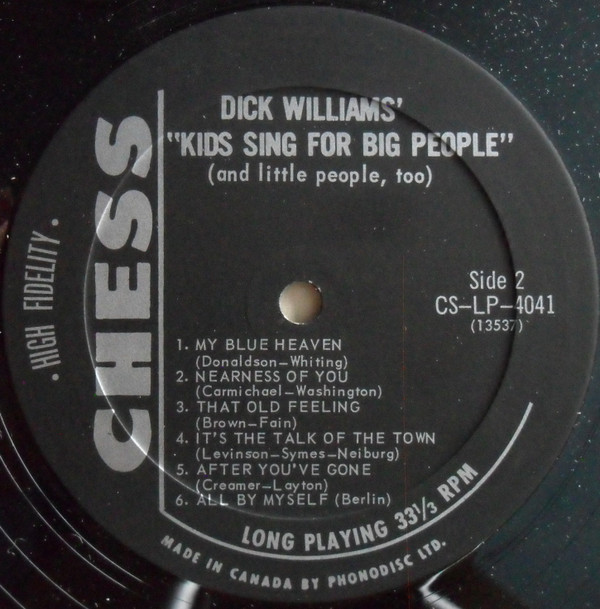 DICK WILLIAMS'
"KIDS SING FOR BIG PEOPLE"
(and little people, too)
CHESS
• HIGH FIDELITY •
Side 2
CS-LP-4041
(13537)
1. MY BLUE HEAVEN
(Donaldson-Whiting)
2. NEARNESS OF YOU
(Carmichael-Washington)
3. THAT OLD FEELING
(Brown-Fain)
4. IT'S THE TALK OF THE TOWN
(Levinson-Symes-Neiburg)
5. AFTER YOU'VE GONE
(Creamer-Layton)
6. ALL BY MYSELF (Berlin)
LONG PLAYING 33⅓ RPM
MADE IN CANADA BY PHONODISC LTD.